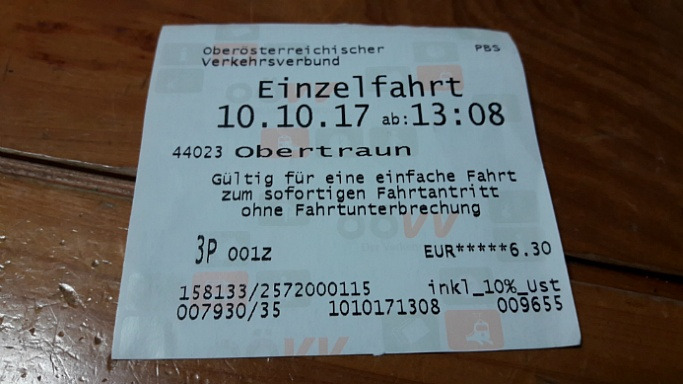 Oberösterreichischer PBS
Verkehrsverbund
Einzelfahrt
10.10.17 ab:13:08
44023 Obertraun
Gültig für eine einfache Fahrt
zum sofortigen Fahrtantritt
ohne Fahrtunterbrechung
3P 001Z EUR*****6.30
158133/2572000115 inkl_10%_Ust
007930/35 1010171308 009655